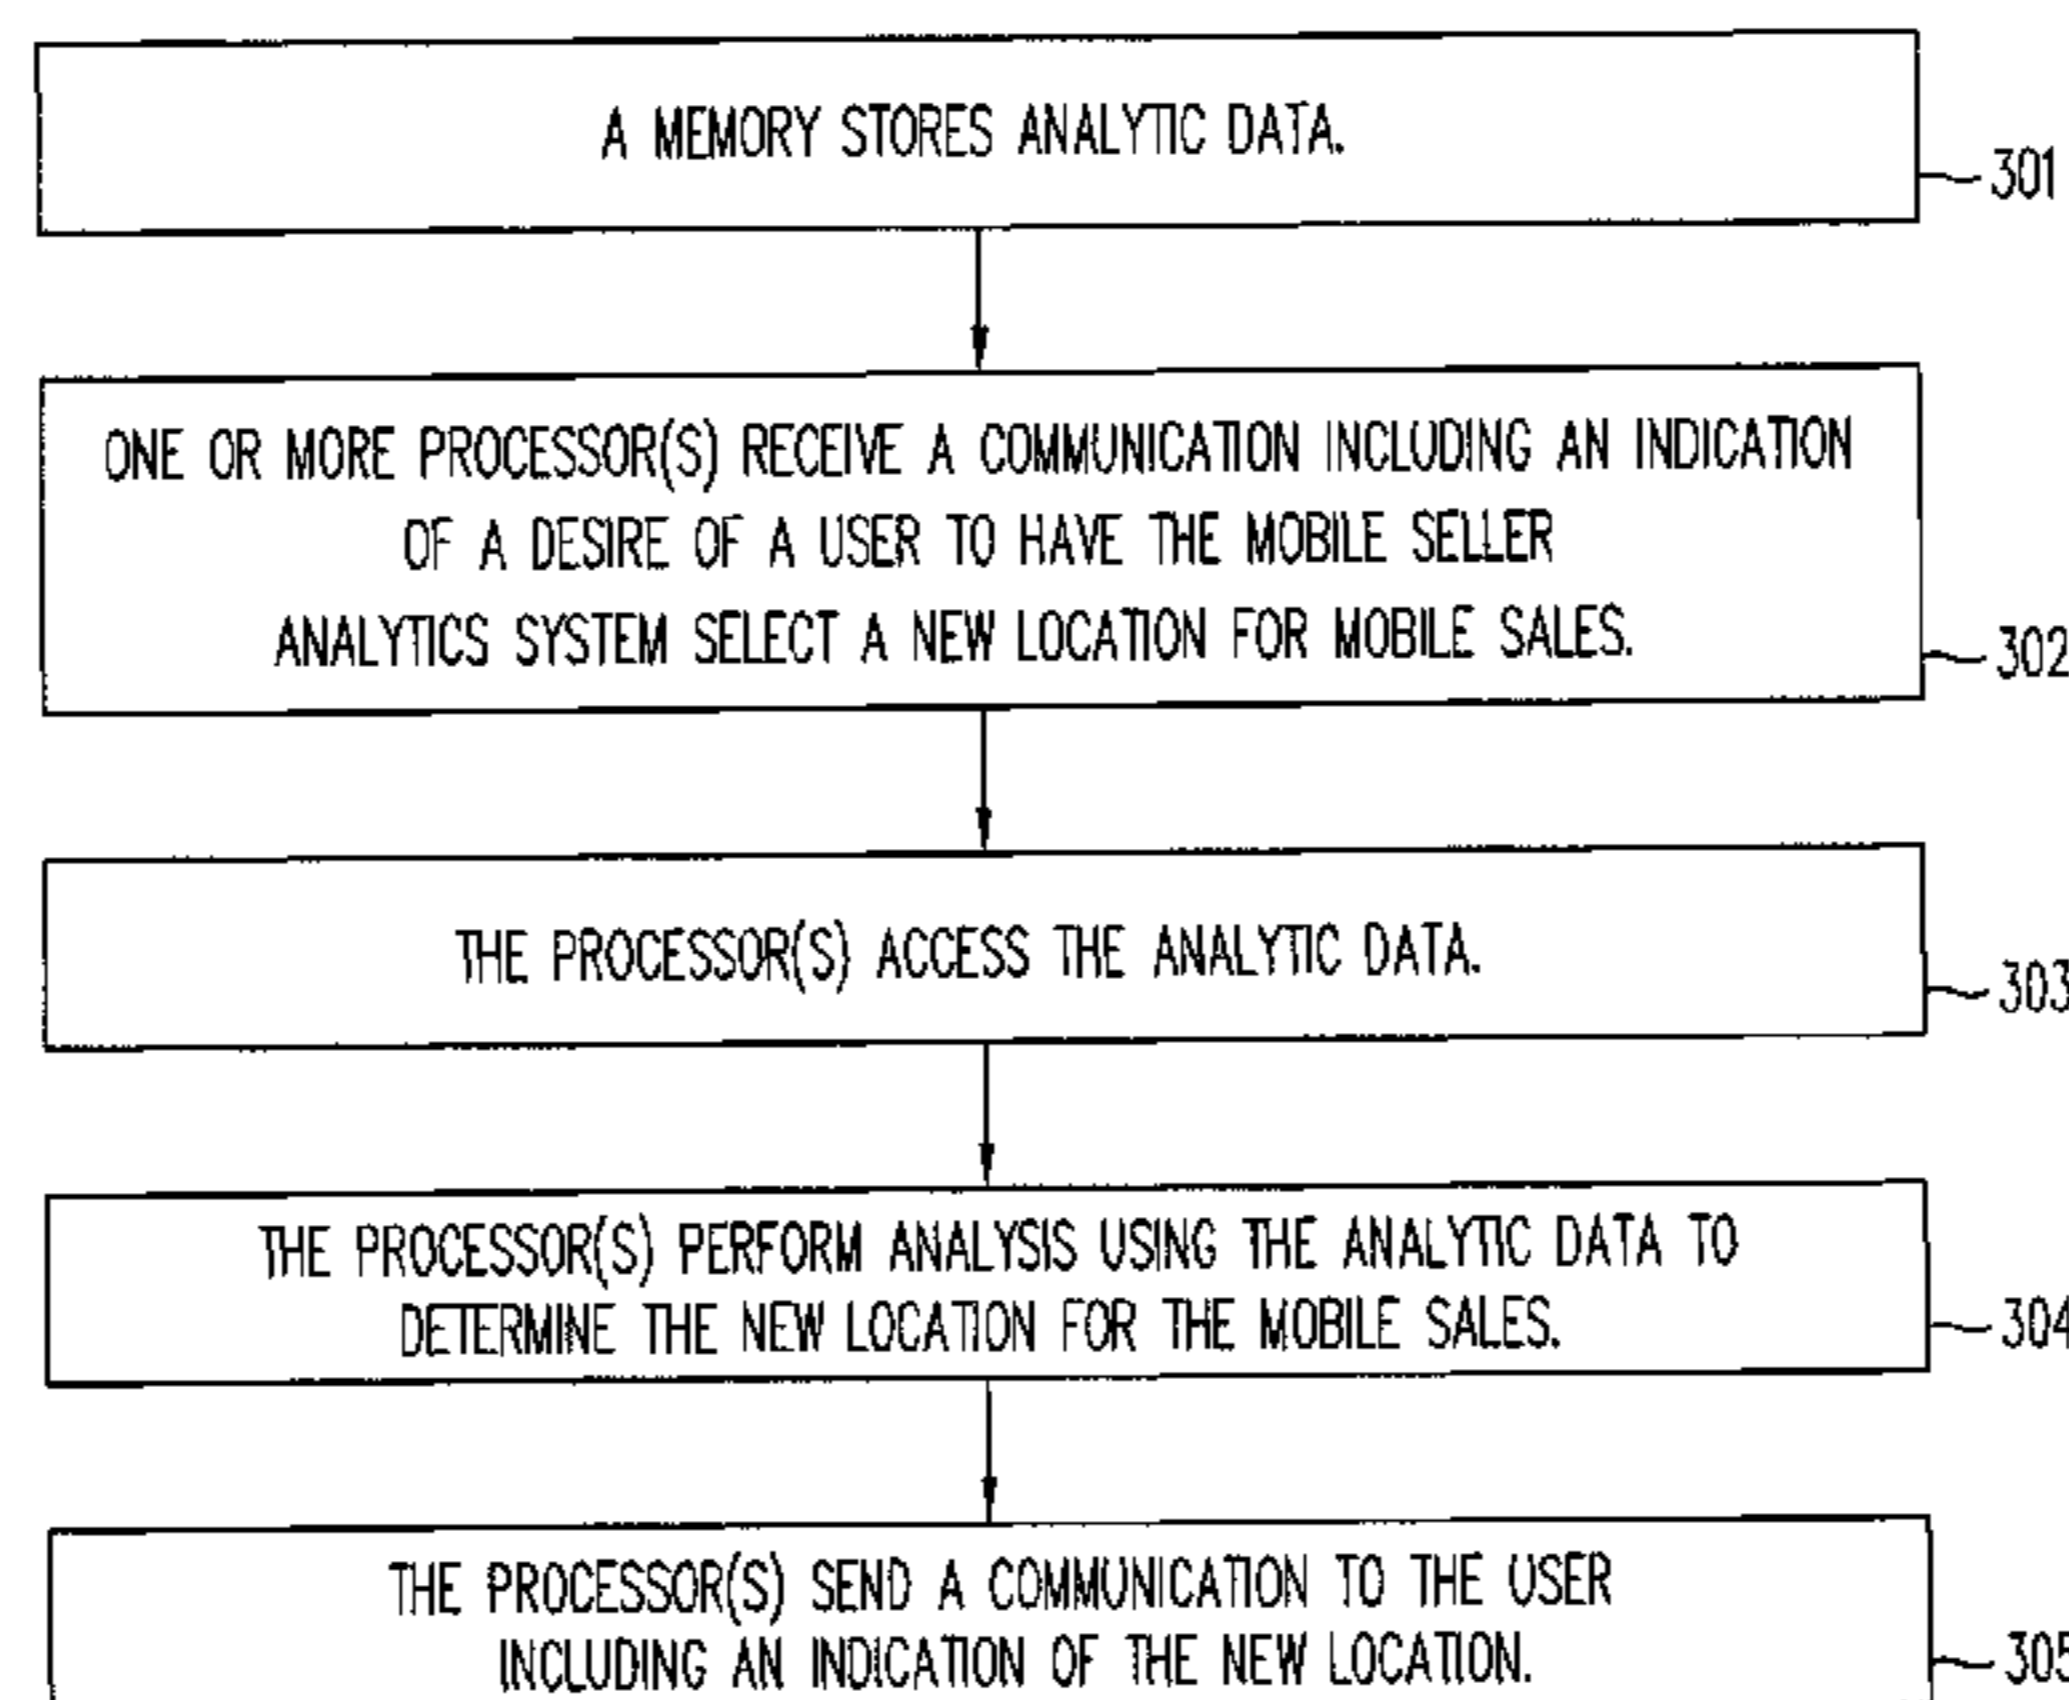 A MEMORY STORES ANALYTIC DATA.
301
ONE OR MORE PROCESSOR(S) RECEIVE A COMMUNICATION INCLUDING AN INDICATION
OF A DESIRE OF A USER TO HAVE THE MOBILE SELLER
ANALYTICS SYSTEM SELECT A NEW LOCATION FOR MOBILE SALES.
302
THE PROCESSOR(S) ACCESS THE ANALYTIC DATA.
303
THE PROCESSOR(S) PERFORM ANALYSIS USING THE ANALYTIC DATA TO
DETERMINE THE NEW LOCATION FOR THE MOBILE SALES.
304
THE PROCESSOR(S) SEND A COMMUNICATION TO THE USER
INCLUDING AN INDICATION OF THE NEW LOCATION.
305